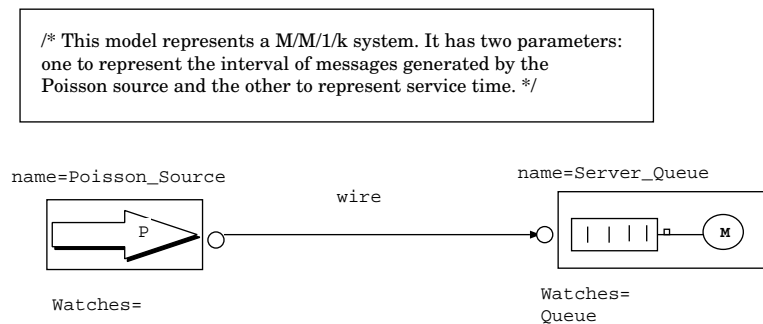 /* This model represents a M/M/1/k system. It has two parameters:
one to represent the interval of messages generated by the
Poisson source and the other to represent service time. */
name=Poisson_Source
wire
name=Server_Queue
P
M
Watches=
Watches=
Queue